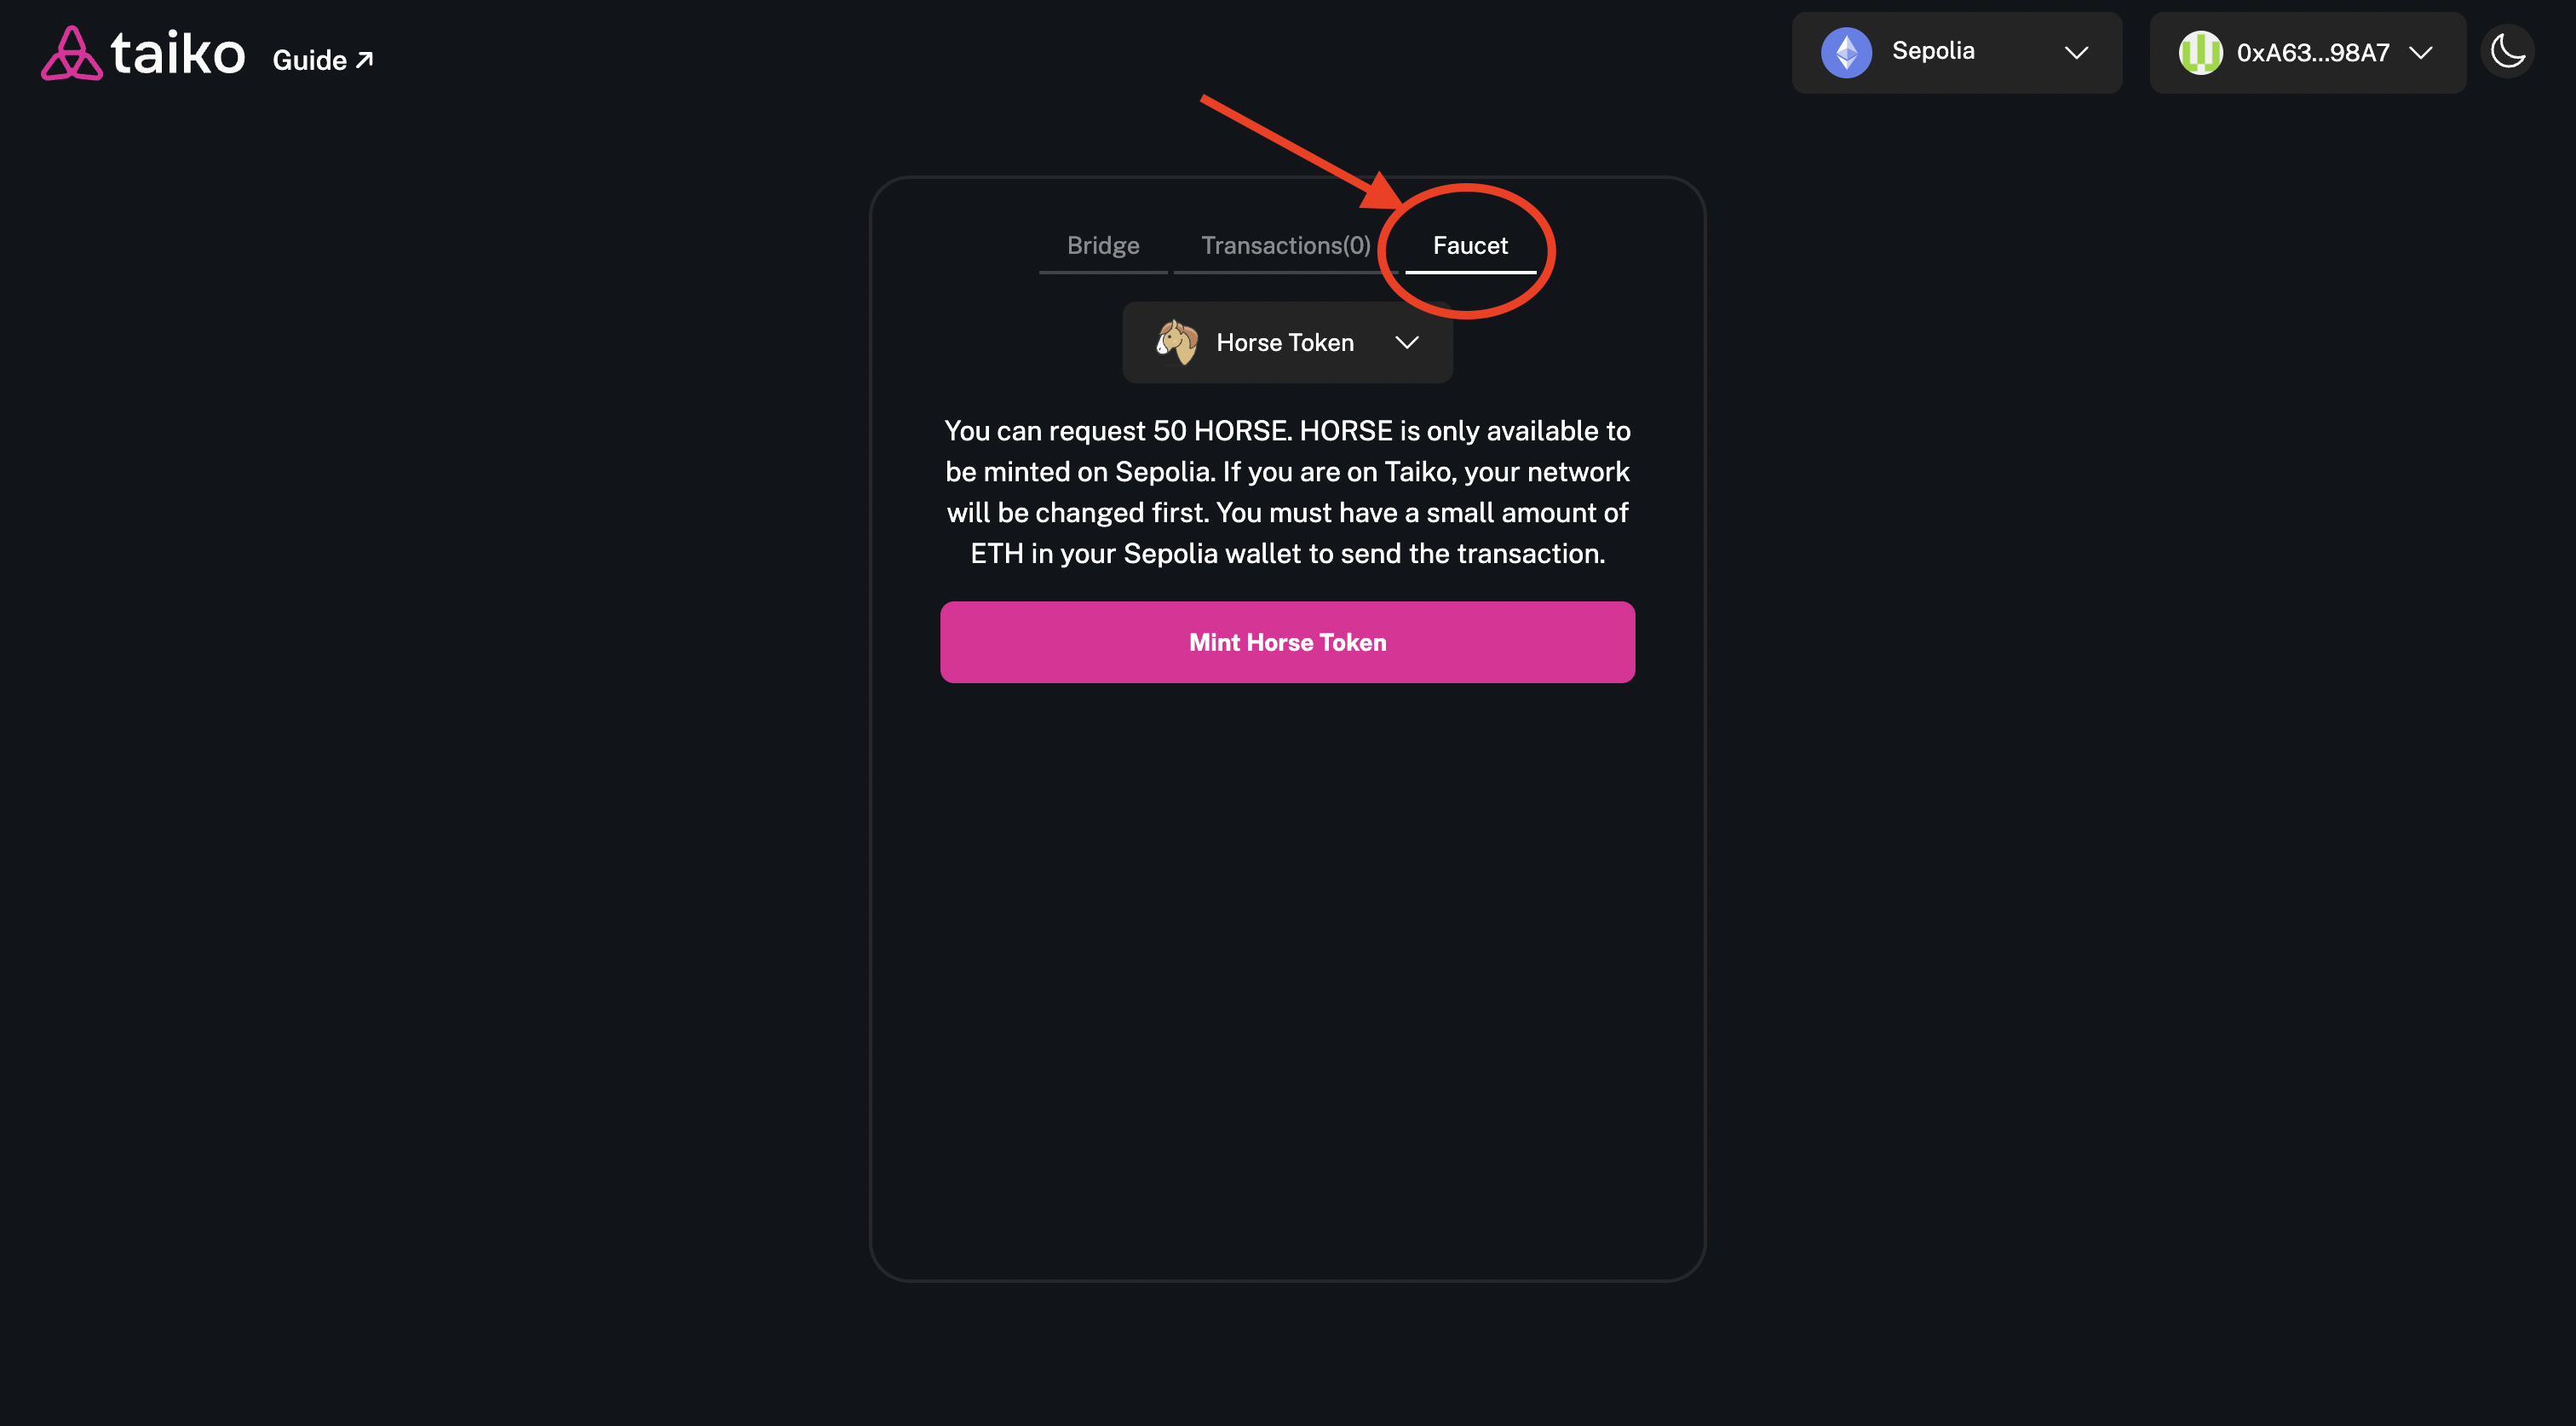 taiko
Guide ↗
Sepolia
0xA63...98A7
Bridge
Transactions(0)
Faucet
Horse Token
You can request 50 HORSE. HORSE is only available to
be minted on Sepolia. If you are on Taiko, your network
will be changed first. You must have a small amount of
ETH in your Sepolia wallet to send the transaction.
Mint Horse Token